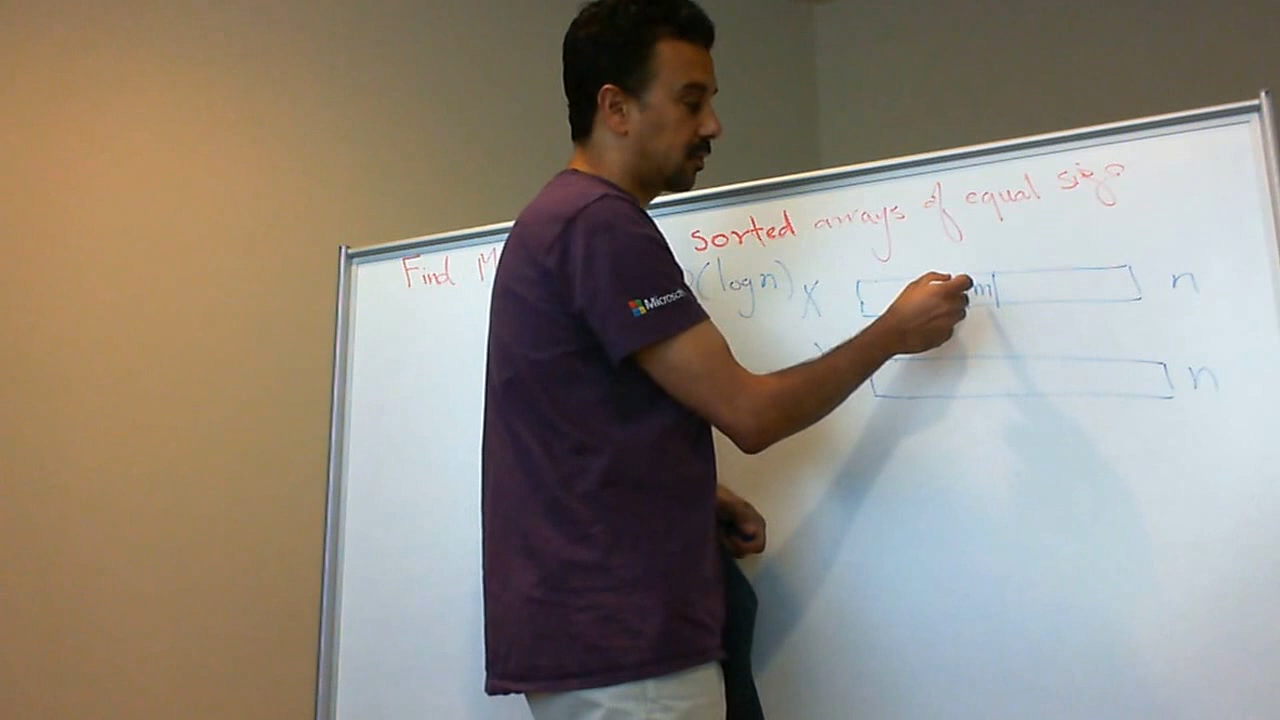 Find M sorted arrays of equal size
(log n) X m n
n
Microsoft